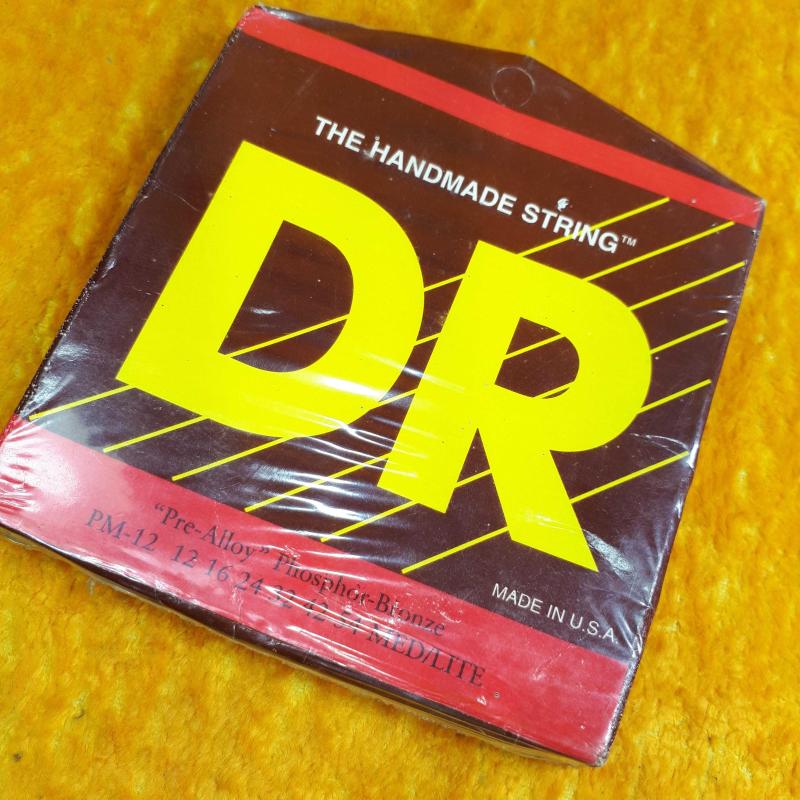 THE HANDMADE STRING™
DR
MADE IN U.S.A.
"Pre-Alloy" Phosphor-Bronze
PM-12 12 16 24 32 42 54 MED/LITE